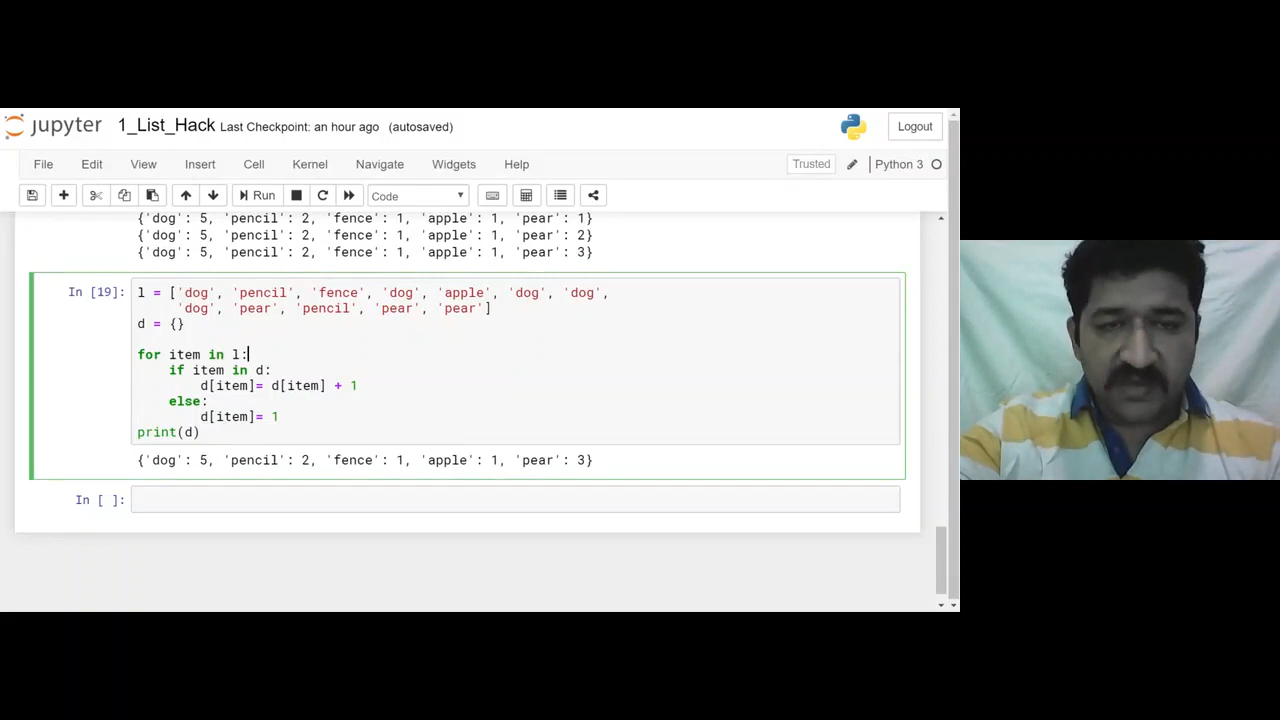 jupyter 1_List_Hack Last Checkpoint: an hour ago (autosaved)
Logout
File Edit View Insert Cell Kernel Navigate Widgets Help
Trusted Python 3
Run Code
{'dog': 5, 'pencil': 2, 'fence': 1, 'apple': 1, 'pear': 1}
{'dog': 5, 'pencil': 2, 'fence': 1, 'apple': 1, 'pear': 2}
{'dog': 5, 'pencil': 2, 'fence': 1, 'apple': 1, 'pear': 3}
In [19]: l = ['dog', 'pencil', 'fence', 'dog', 'apple', 'dog', 'dog',
'dog', 'pear', 'pencil', 'pear', 'pear']
d = {}
for item in l:
if item in d:
d[item]= d[item] + 1
else:
d[item]= 1
print(d)
{'dog': 5, 'pencil': 2, 'fence': 1, 'apple': 1, 'pear': 3}
In [ ]: